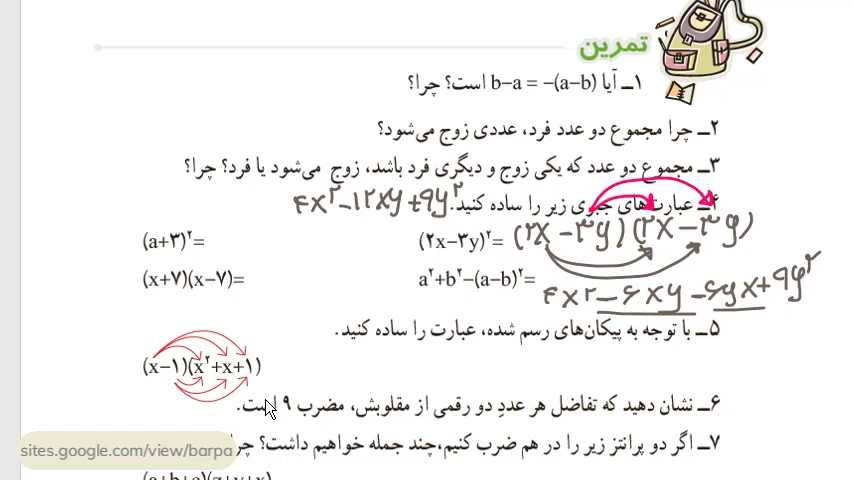 تمرین
۱ــ آیا b−a = −(a−b) است؟ چرا؟
۲ــ چرا مجموع دو عدد فرد، عددی زوج می‌شود؟
۳ــ مجموع دو عدد که یکی زوج و دیگری فرد باشد، زوج می‌شود یا فرد؟ چرا؟
۴ــ عبارت‌های جبری زیر را ساده کنید.
۴x² − ۱۲xy + ۹y²
(a+۳)²=
(۲x−۳y)²= (۲x − ۳y)(۲x − ۳y)
(x+۷)(x−۷)=
a²+b²−(a−b)²=
۴x² − ۶xy − ۶yx + ۹y²
۵ــ با توجه به پیکان‌های رسم شده، عبارت را ساده کنید.
(x−۱)(x²+x+۱)
۶ــ نشان دهید که تفاضل هر عددِ دو رقمی از مقلوبش، مضرب ۹ است.
۷ــ اگر دو پرانتز زیر را در هم ضرب کنیم، چند جمله خواهیم داشت؟
sites.google.com/view/barpa
(a+b+c)(z+y+x)